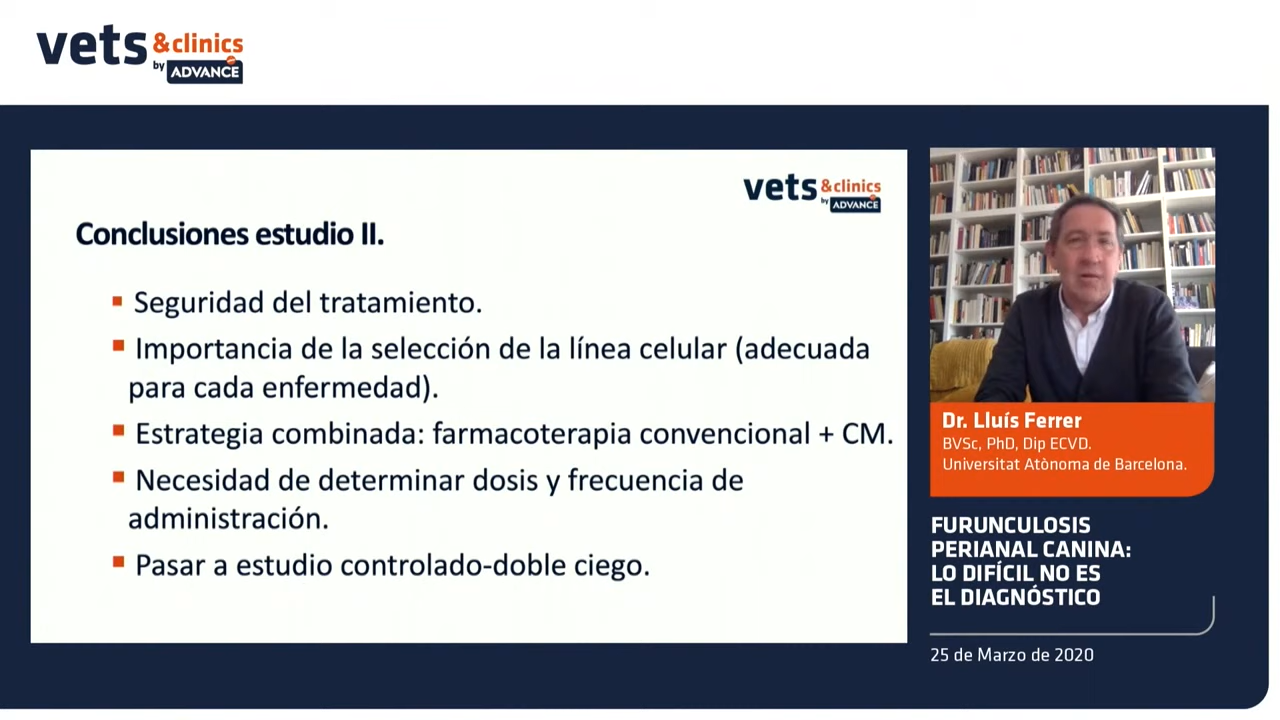 vets &clinics
by ADVANCE
vets &clinics
by ADVANCE
Conclusiones estudio II.
Seguridad del tratamiento.
Importancia de la selección de la línea celular (adecuada
para cada enfermedad).
Estrategia combinada: farmacoterapia convencional + CM.
Necesidad de determinar dosis y frecuencia de
administración.
Pasar a estudio controlado-doble ciego.
Dr. Lluís Ferrer
BVSc, PhD, Dip ECVD.
Universitat Atònoma de Barcelona.
FURUNCULOSIS
PERIANAL CANINA:
LO DIFÍCIL NO ES
EL DIAGNÓSTICO
25 de Marzo de 2020